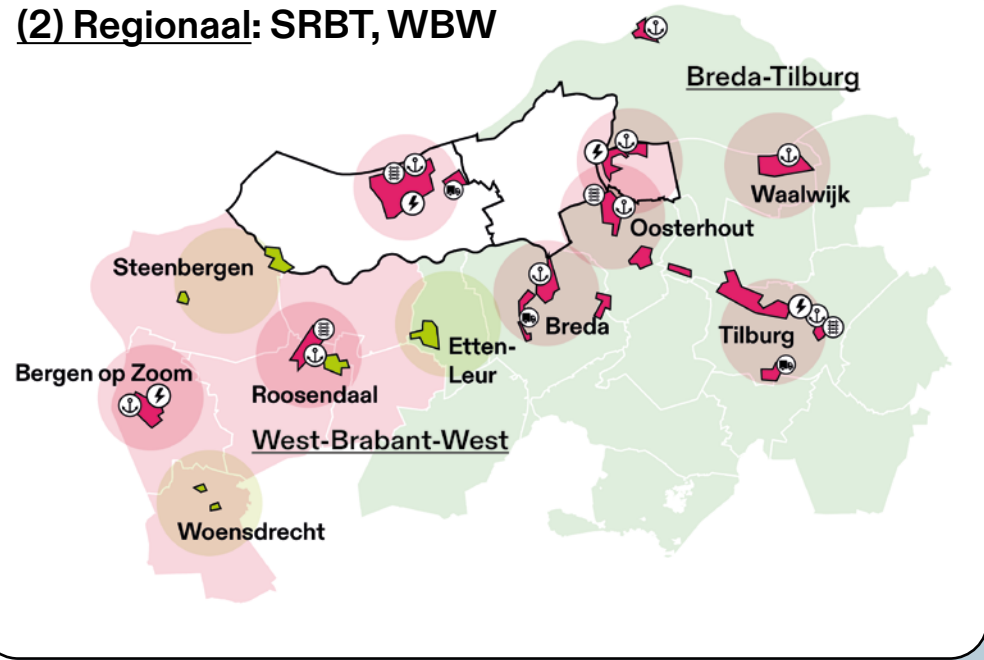 (2) Regionaal: SRBT, WBW
Breda-Tilburg
Waalwijk
Oosterhout
Steenbergen
Breda
Tilburg
Etten-
Leur
Bergen op Zoom
Roosendaal
West-Brabant-West
Woensdrecht